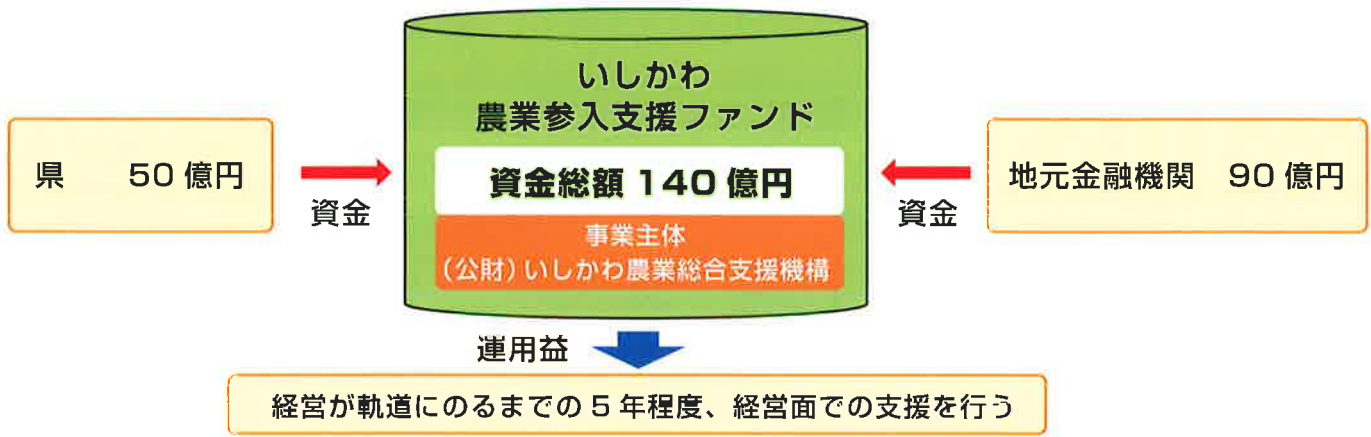 いしかわ
農業参入支援ファンド
県　50億円
資金
資金総額 140億円
資金
地元金融機関　90億円
事業主体
(公財)いしかわ農業総合支援機構
運用益
経営が軌道にのるまでの5年程度、経営面での支援を行う